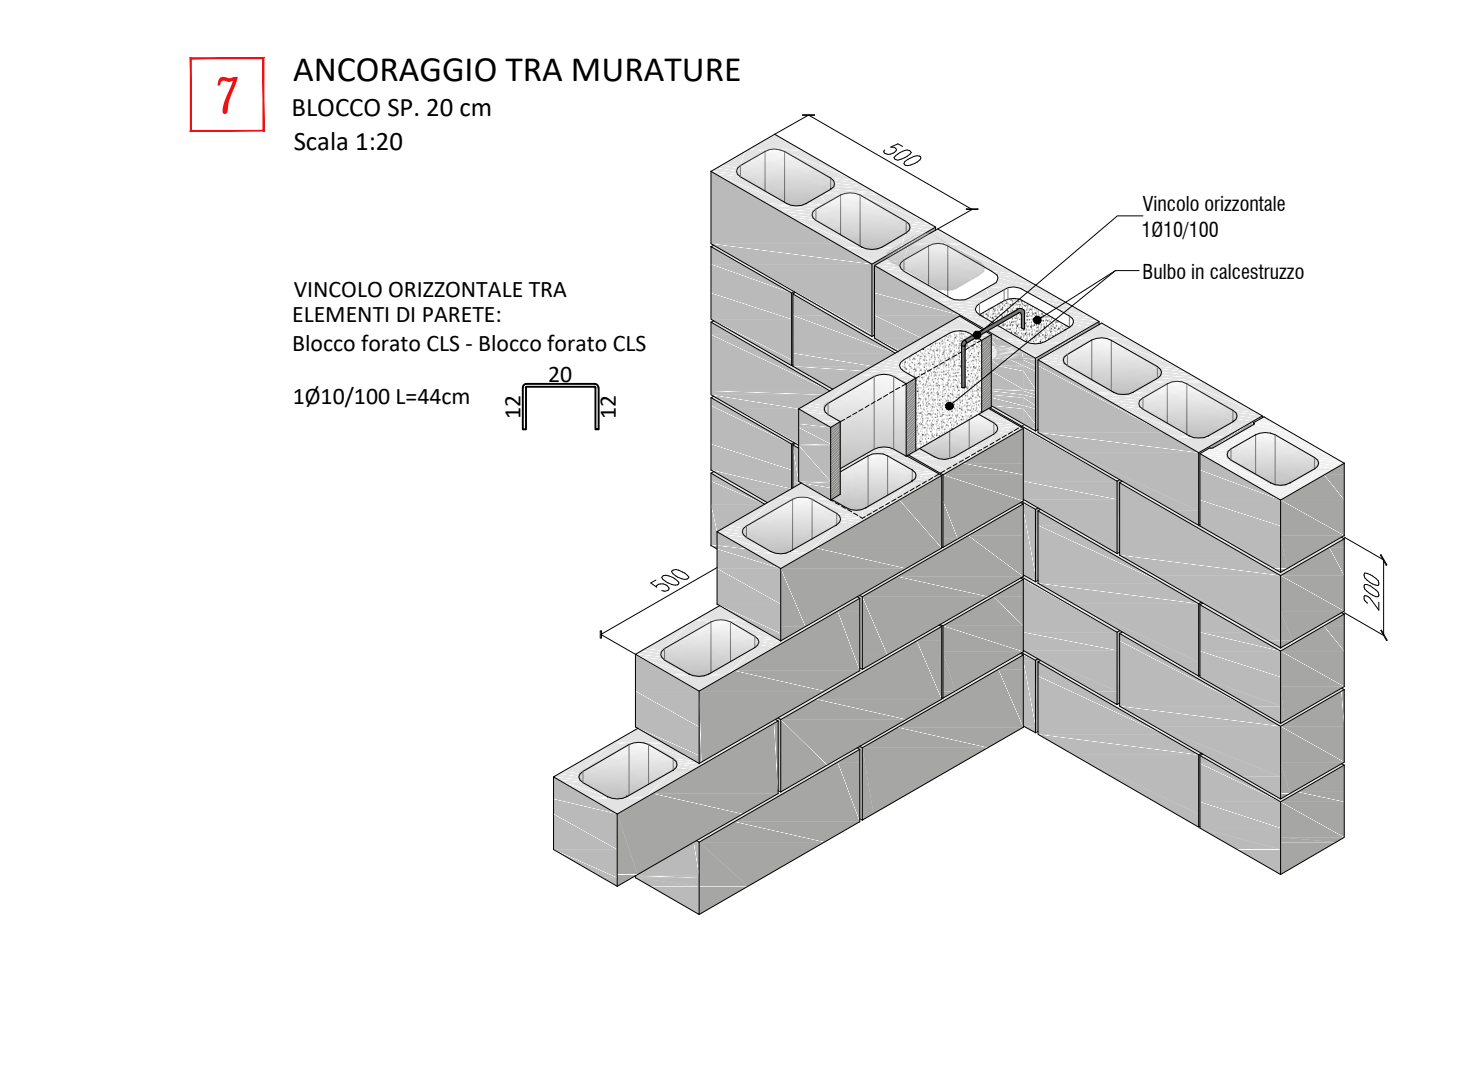 7
ANCORAGGIO TRA MURATURE
BLOCCO SP. 20 cm
Scala 1:20
500
Vincolo orizzontale
1Ø10/100
Bulbo in calcestruzzo
VINCOLO ORIZZONTALE TRA
ELEMENTI DI PARETE:
Blocco forato CLS - Blocco forato CLS
1Ø10/100 L=44cm
20
12
12
500
200